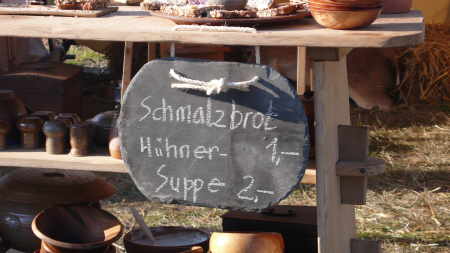 Schmalzbrot
Hühner- 1,-
Suppe 2,-